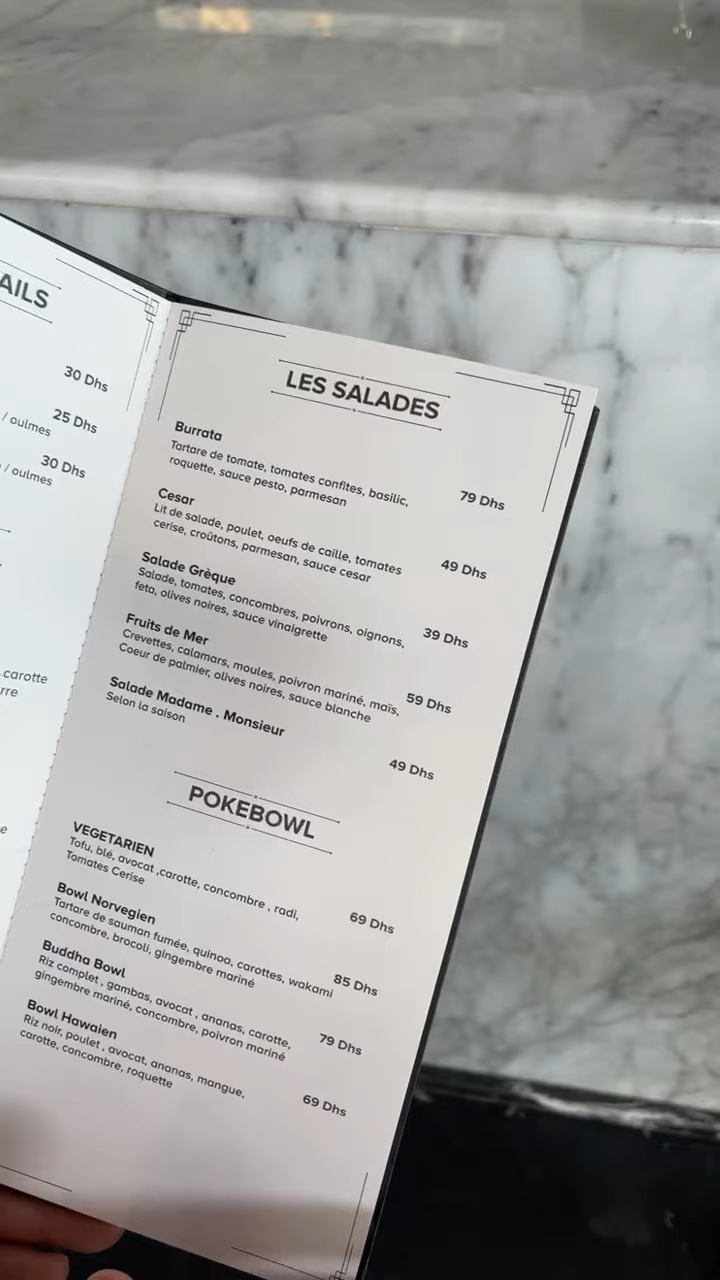 AILS
30 Dhs
25 Dhs
/ oulmes
30 Dhs
/ oulmes
carotte
rre
e
LES SALADES
Burrata
Tartare de tomate, tomates confites, basilic,
roquette, sauce pesto, parmesan
79 Dhs
Cesar
Lit de salade, poulet, oeufs de caille, tomates
cerise, croûtons, parmesan, sauce cesar
49 Dhs
Salade Grèque
Salade, tomates, concombres, poivrons, oignons,
feta, olives noires, sauce vinaigrette
39 Dhs
Fruits de Mer
Crevettes, calamars, moules, poivron mariné, maïs,
Coeur de palmier, olives noires, sauce blanche
59 Dhs
Salade Madame . Monsieur
Selon la saison
49 Dhs
POKEBOWL
VEGETARIEN
Tofu, blé, avocat ,carotte, concombre , radi,
Tomates Cerise
69 Dhs
Bowl Norvegien
Tartare de sauman fumée, quinoa, carottes, wakami
concombre, brocoli, gingembre mariné
85 Dhs
Buddha Bowl
Riz complet , gambas, avocat , ananas, carotte,
gingembre mariné, concombre, poivron mariné
79 Dhs
Bowl Hawaien
Riz noir, poulet , avocat, ananas, mangue,
carotte, concombre, roquette
69 Dhs